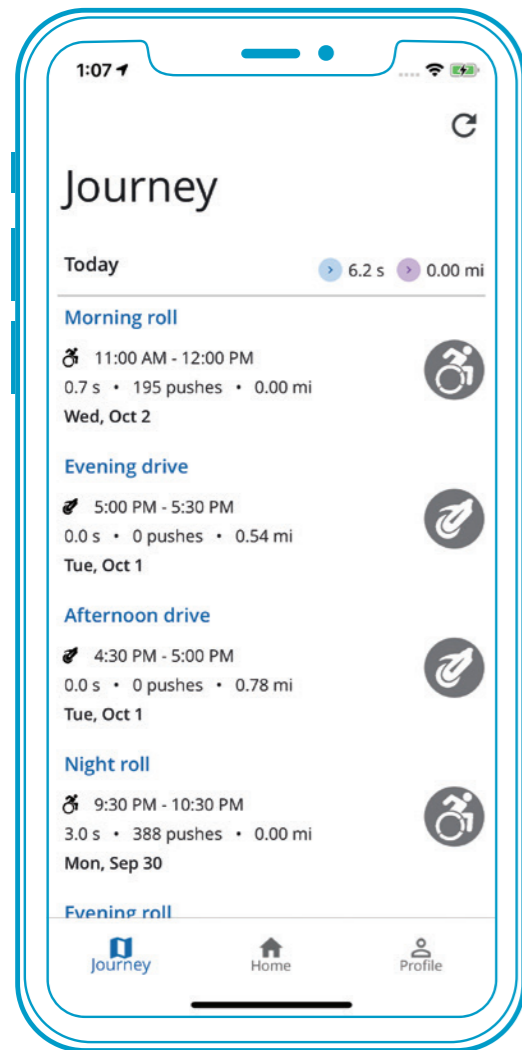 1:07
Journey
Today 6.2 s 0.00 mi
Morning roll
11:00 AM - 12:00 PM
0.7 s • 195 pushes • 0.00 mi
Wed, Oct 2
Evening drive
5:00 PM - 5:30 PM
0.0 s • 0 pushes • 0.54 mi
Tue, Oct 1
Afternoon drive
4:30 PM - 5:00 PM
0.0 s • 0 pushes • 0.78 mi
Tue, Oct 1
Night roll
9:30 PM - 10:30 PM
3.0 s • 388 pushes • 0.00 mi
Mon, Sep 30
Evening roll
Journey Home Profile